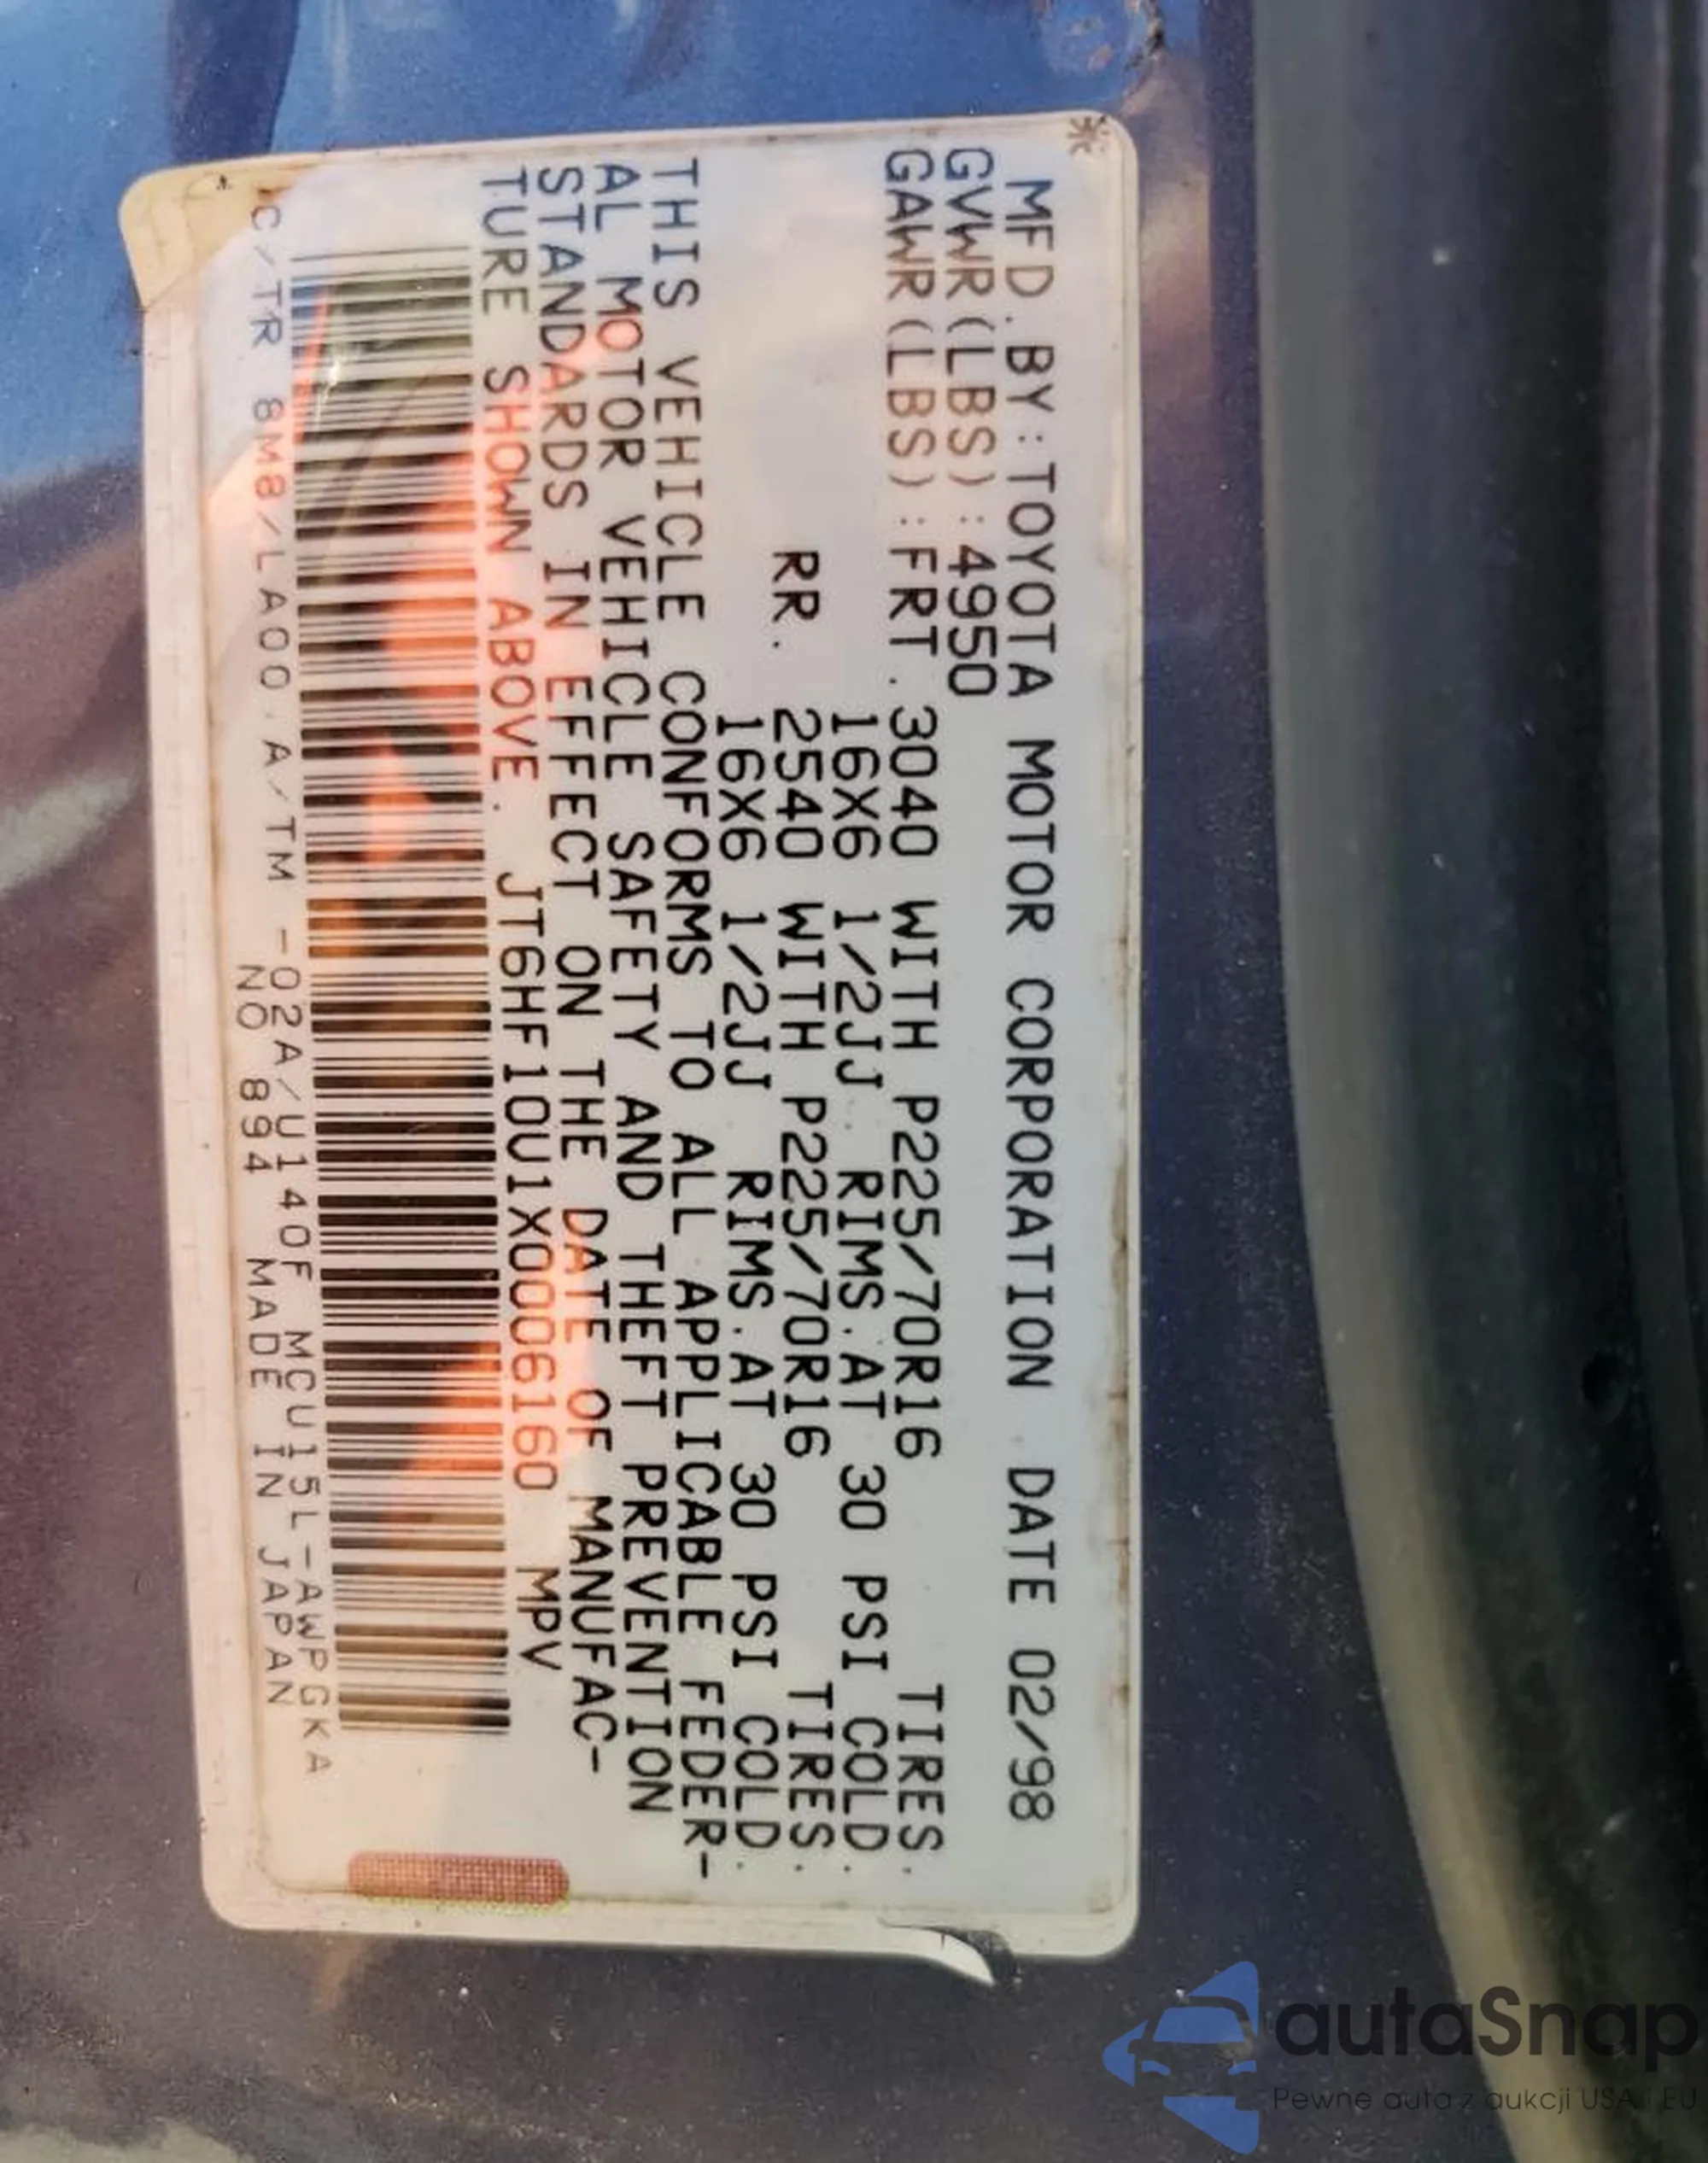 MFD.BY:TOYOTA MOTOR CORPORATION DATE 02/98
GVWR(LBS):4950
GAWR(LBS):FRT.3040 WITH P225/70R16 TIRES.
16X6 1/2JJ RIMS.AT 30 PSI COLD.
RR. 2540 WITH P225/70R16 TIRES.
16X6 1/2JJ RIMS.AT 30 PSI COLD.
THIS VEHICLE CONFORMS TO ALL APPLICABLE FEDER-
AL MOTOR VEHICLE SAFETY AND THEFT PREVENTION
STANDARDS IN EFFECT ON THE DATE OF MANUFAC-
TURE SHOWN ABOVE. JT6HF10U1X0006160 MPV
C/TR 8M8/LA00.A/TM -02A/U140F MCU15L-AWPGKA
NO 894 MADE IN JAPAN
autaSnap
Pewne auta z aukcji USA i EU